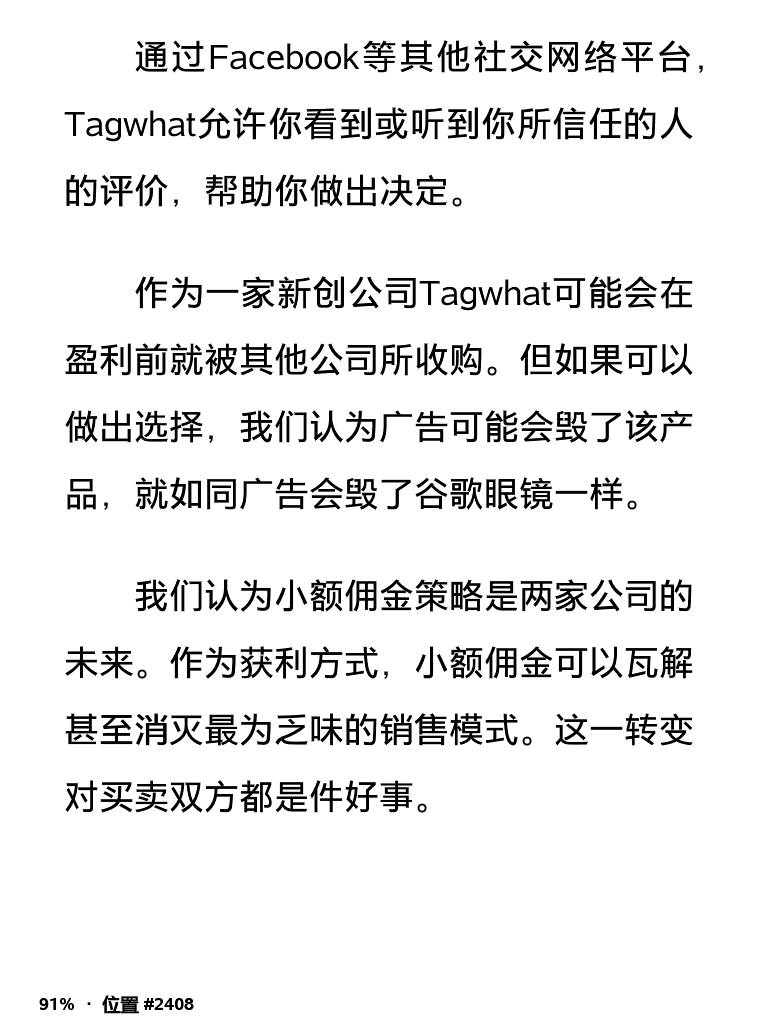 通过Facebook等其他社交网络平台，
Tagwhat允许你看到或听到你所信任的人
的评价，帮助你做出决定。
作为一家新创公司Tagwhat可能会在
盈利前就被其他公司所收购。但如果可以
做出选择，我们认为广告可能会毁了该产
品，就如同广告会毁了谷歌眼镜一样。
我们认为小额佣金策略是两家公司的
未来。作为获利方式，小额佣金可以瓦解
甚至消灭最为乏味的销售模式。这一转变
对买卖双方都是件好事。
91% · 位置 #2408